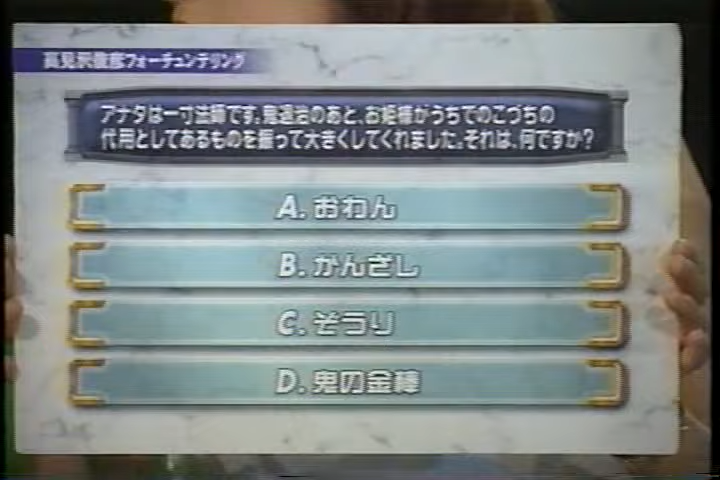 高見沢俊彦フォーチュンテリング
アナタは一寸法師です。鬼退治のあと、お姫様がうちでのこづちの
代用としてあるものを振って大きくしてくれました。それは、何ですか?
A. おわん
B. かんざし
C. ぞうり
D. 鬼の金棒